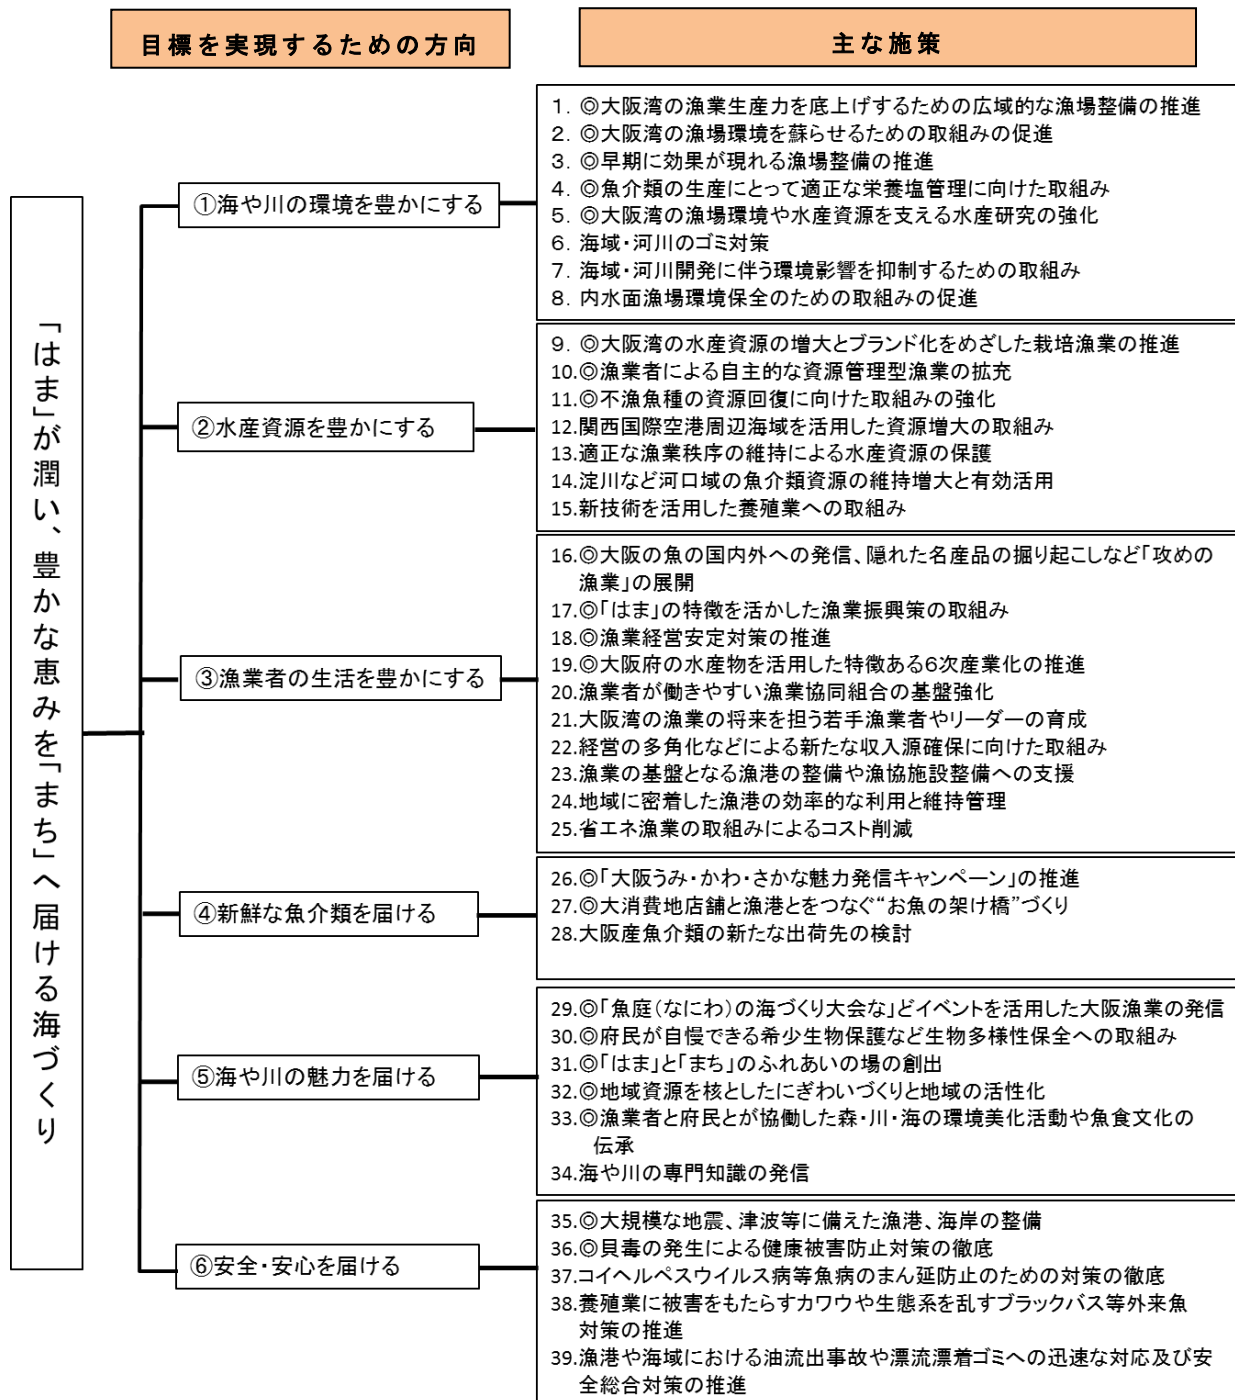 目標を実現するための方向
主な施策
「はま」が潤い、豊かな恵みを「まち」へ届ける海づくり
①海や川の環境を豊かにする
1. ◎大阪湾の漁業生産力を底上げするための広域的な漁場整備の推進
2. ◎大阪湾の漁場環境を蘇らせるための取組みの促進
3. ◎早期に効果が現れる漁場整備の推進
4. ◎魚介類の生産にとって適正な栄養塩管理に向けた取組み
5. ◎大阪湾の漁場環境や水産資源を支える水産研究の強化
6. 海域・河川のゴミ対策
7. 海域・河川開発に伴う環境影響を抑制するための取組み
8. 内水面漁場環境保全のための取組みの促進
②水産資源を豊かにする
9. ◎大阪湾の水産資源の増大とブランド化をめざした栽培漁業の推進
10.◎漁業者による自主的な資源管理型漁業の拡充
11.◎不漁魚種の資源回復に向けた取組みの強化
12.関西国際空港周辺海域を活用した資源増大の取組み
13.適正な漁業秩序の維持による水産資源の保護
14.淀川など河口域の魚介類資源の維持増大と有効活用
15.新技術を活用した養殖業への取組み
③漁業者の生活を豊かにする
16.◎大阪の魚の国内外への発信、隠れた名産品の掘り起こしなど「攻めの
漁業」の展開
17.◎「はま」の特徴を活かした漁業振興策の取組み
18.◎漁業経営安定対策の推進
19.◎大阪府の水産物を活用した特徴ある6次産業化の推進
20.漁業者が働きやすい漁業協同組合の基盤強化
21.大阪湾の漁業の将来を担う若手漁業者やリーダーの育成
22.経営の多角化などによる新たな収入源確保に向けた取組み
23.漁業の基盤となる漁港の整備や漁協施設整備への支援
24.地域に密着した漁港の効率的な利用と維持管理
25.省エネ漁業の取組みによるコスト削減
④新鮮な魚介類を届ける
26.◎「大阪うみ・かわ・さかな魅力発信キャンペーン」の推進
27.◎大消費地店舗と漁港とをつなぐ“お魚の架け橋”づくり
28.大阪産魚介類の新たな出荷先の検討
⑤海や川の魅力を届ける
29.◎「魚庭（なにわ）の海づくり大会な」どイベントを活用した大阪漁業の発信
30.◎府民が自慢できる希少生物保護など生物多様性保全への取組み
31.◎「はま」と「まち」のふれあいの場の創出
32.◎地域資源を核としたにぎわいづくりと地域の活性化
33.◎漁業者と府民とが協働した森・川・海の環境美化活動や魚食文化の
伝承
34.海や川の専門知識の発信
⑥安全・安心を届ける
35.◎大規模な地震、津波等に備えた漁港、海岸の整備
36.◎貝毒の発生による健康被害防止対策の徹底
37.コイヘルペスウイルス病等魚病のまん延防止のための対策の徹底
38.養殖業に被害をもたらすカワウや生態系を乱すブラックバス等外来魚
対策の推進
39.漁港や海域における油流出事故や漂流漂着ゴミへの迅速な対応及び安
全総合対策の推進